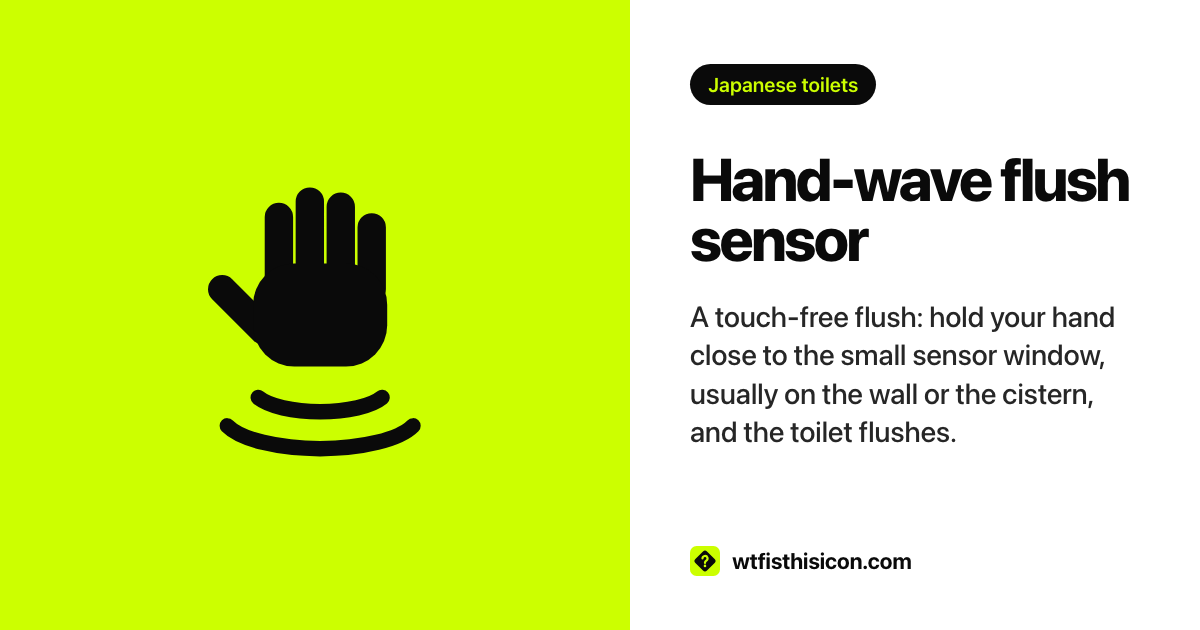 Japanese toilets
Hand-wave flush
sensor
A touch-free flush: hold your hand
close to the small sensor window,
usually on the wall or the cistern,
and the toilet flushes.
?
wtfisthisicon.com